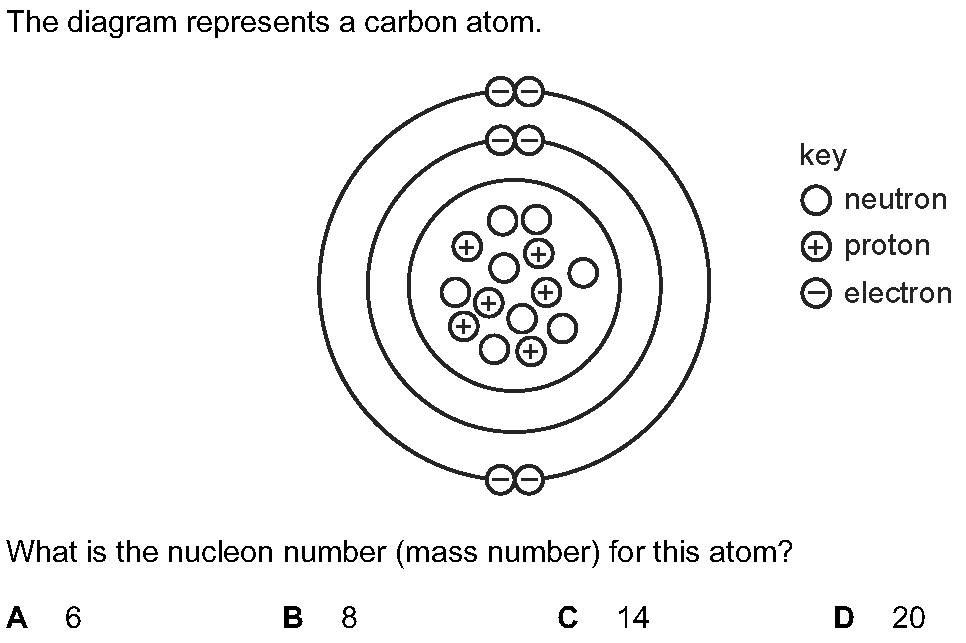 The diagram represents a carbon atom.
key
neutron
proton
electron
What is the nucleon number (mass number) for this atom?
A 6 B 8 C 14 D 20